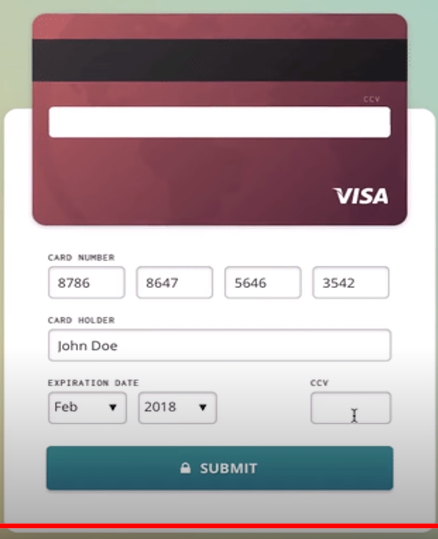 CCV
VISA
CARD NUMBER
8786 8647 5646 3542
CARD HOLDER
John Doe
EXPIRATION DATE CCV
Feb 2018
SUBMIT